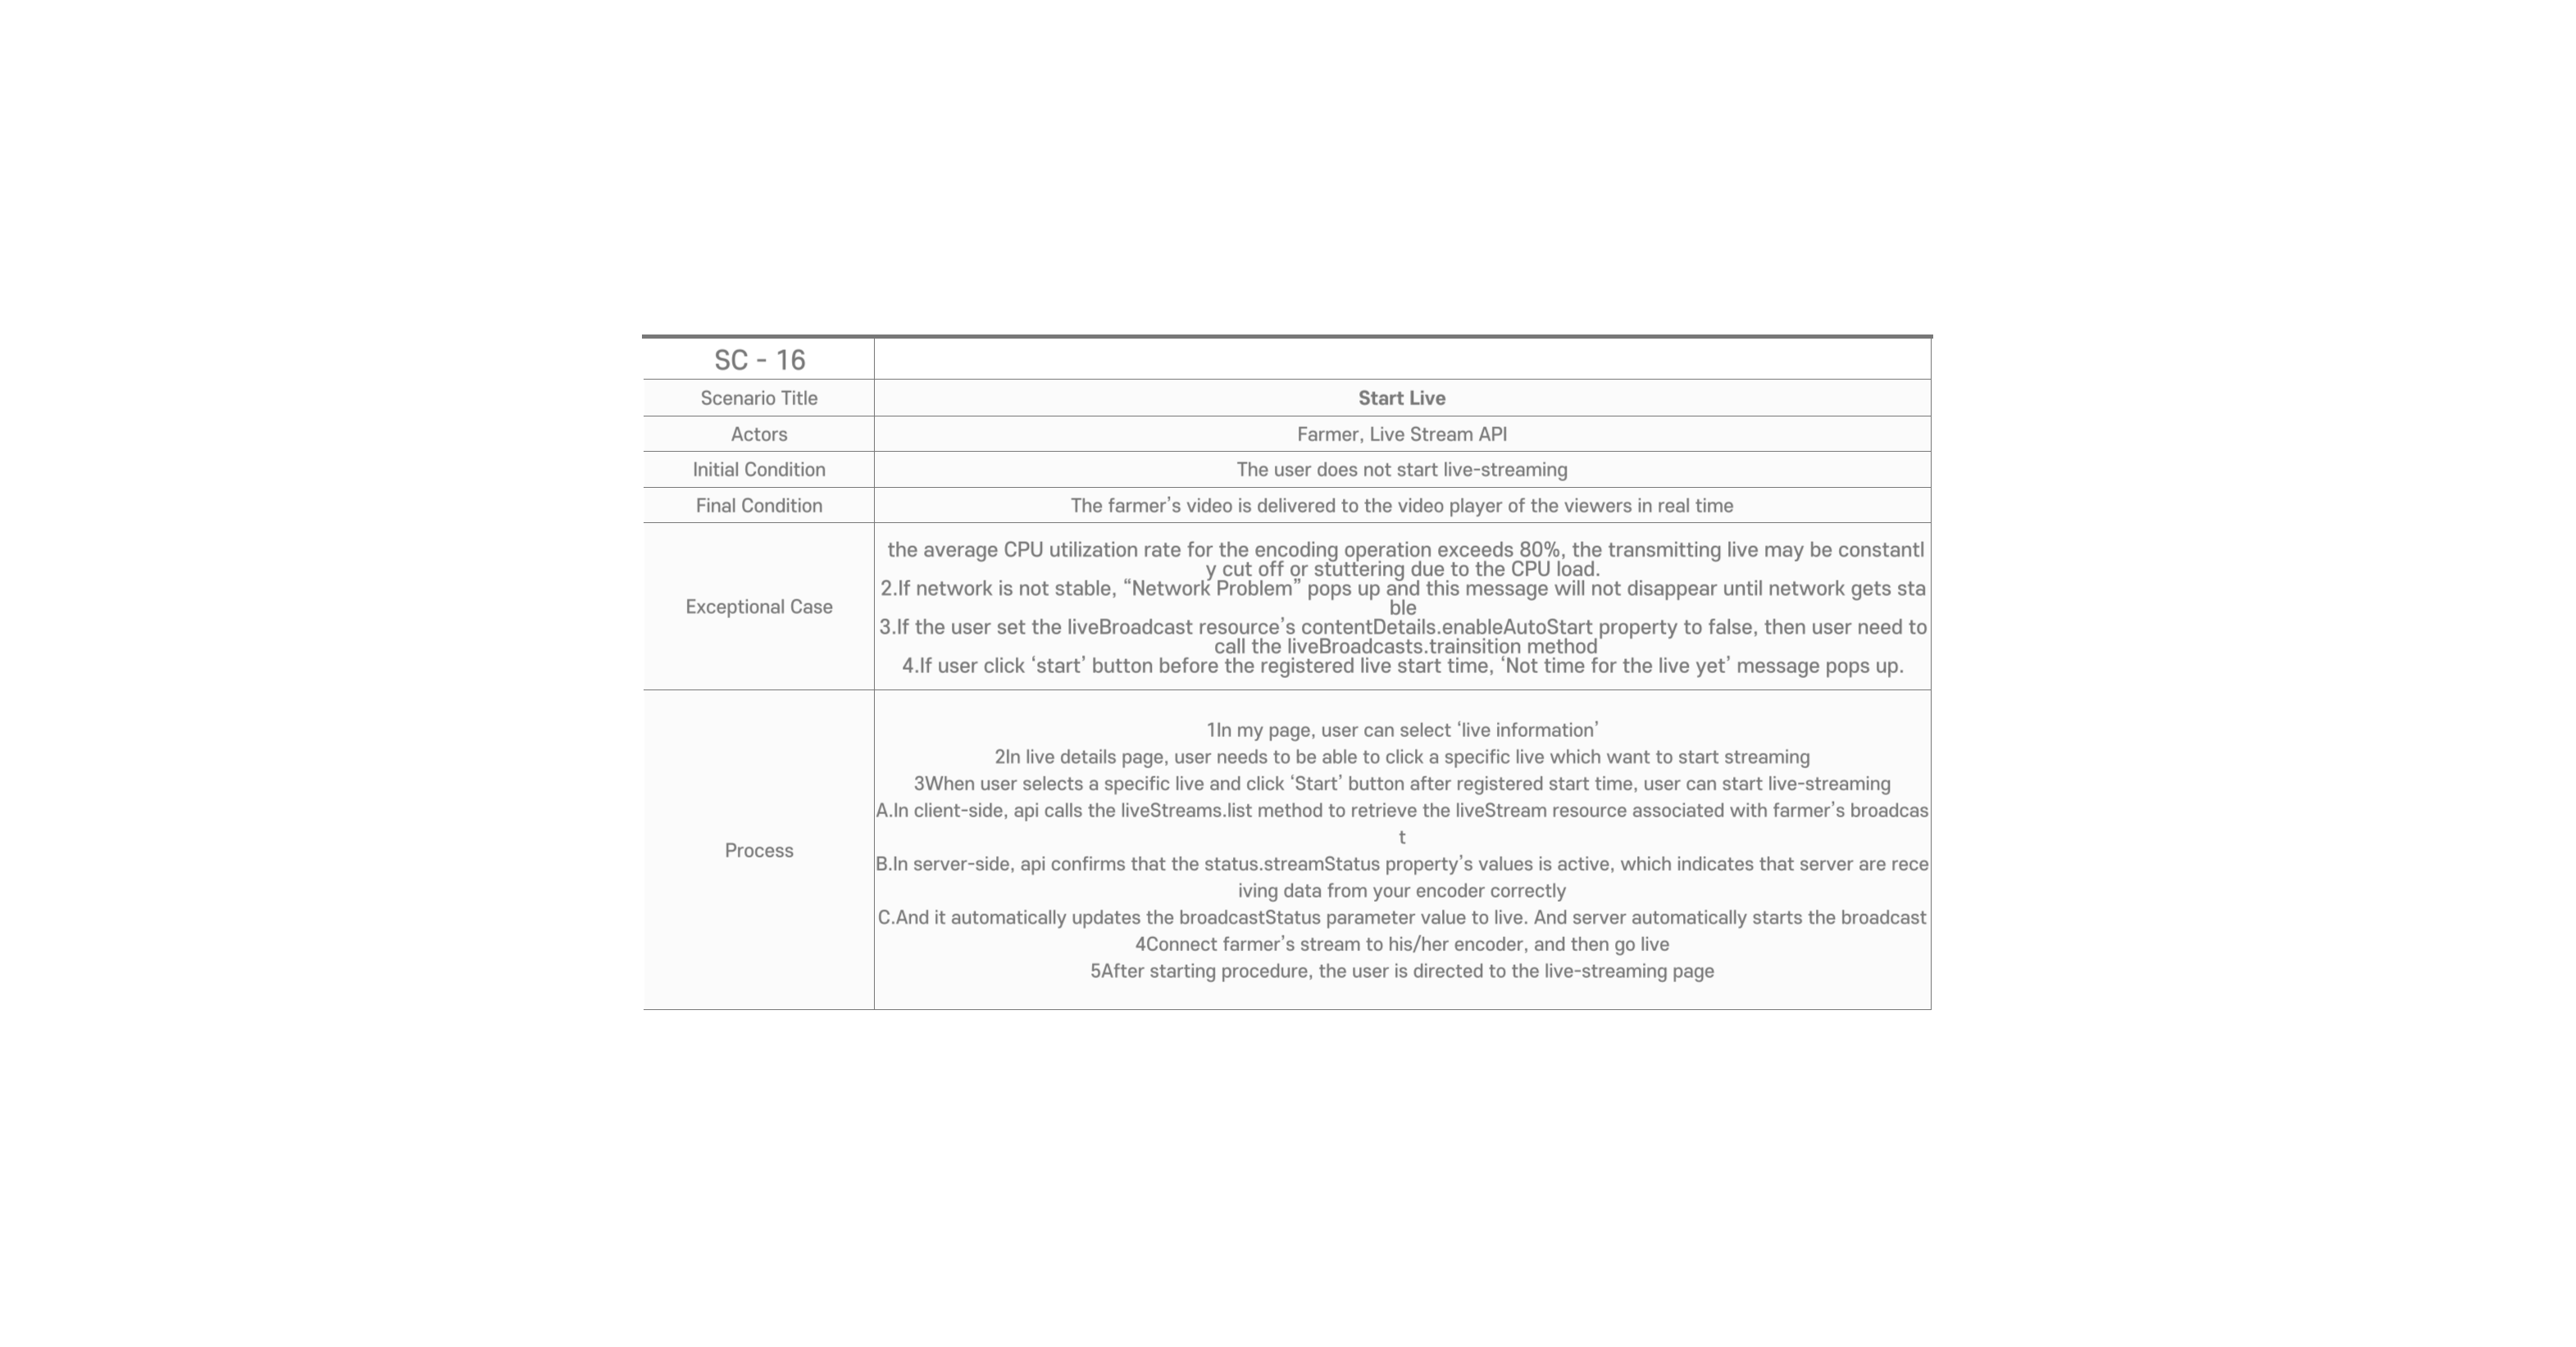 SC - 16
Scenario Title
Start Live
Actors
Farmer, Live Stream API
Initial Condition
The user does not start live-streaming
Final Condition
The farmer’s video is delivered to the video player of the viewers in real time
Exceptional Case
the average CPU utilization rate for the encoding operation exceeds 80%, the transmitting live may be constantl
y cut off or stuttering due to the CPU load.
2.If network is not stable, “Network Problem” pops up and this message will not disappear until network gets sta
ble
3.If the user set the liveBroadcast resource’s contentDetails.enableAutoStart property to false, then user need to
call the liveBroadcasts.trainsition method
4.If user click ‘start’ button before the registered live start time, ‘Not time for the live yet’ message pops up.
Process
1In my page, user can select ‘live information’
2In live details page, user needs to be able to click a specific live which want to start streaming
3When user selects a specific live and click ‘Start’ button after registered start time, user can start live-streaming
A.In client-side, api calls the liveStreams.list method to retrieve the liveStream resource associated with farmer’s broadcas
t
B.In server-side, api confirms that the status.streamStatus property’s values is active, which indicates that server are rece
iving data from your encoder correctly
C.And it automatically updates the broadcastStatus parameter value to live. And server automatically starts the broadcast
4Connect farmer’s stream to his/her encoder, and then go live
5After starting procedure, the user is directed to the live-streaming page